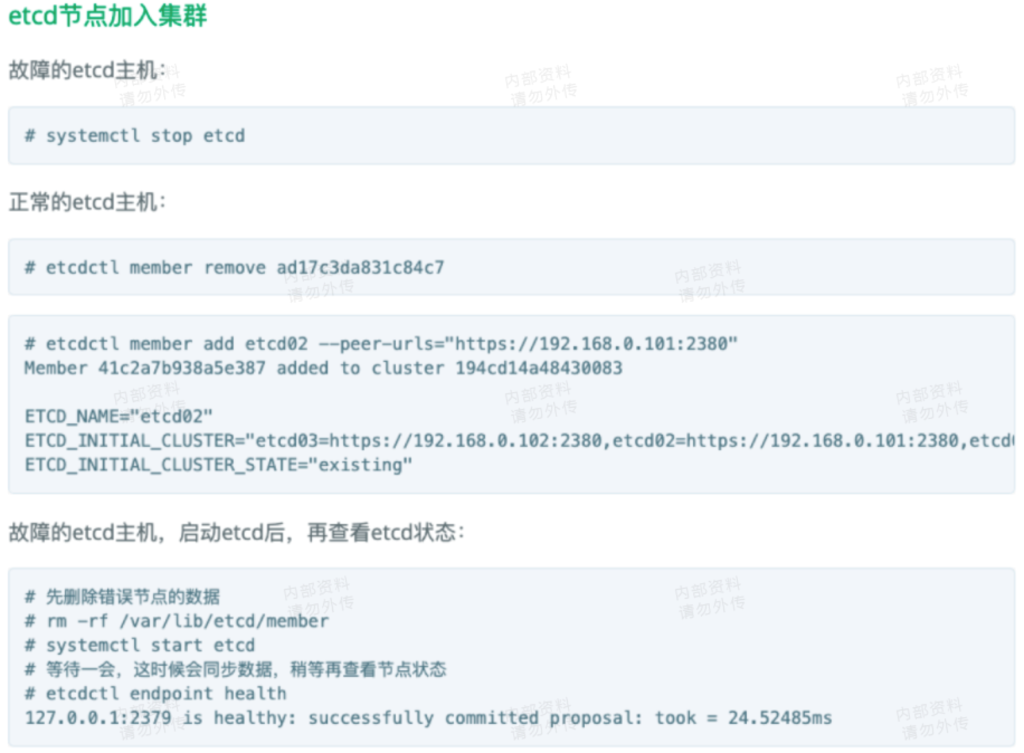 etcd节点加入集群
故障的etcd主机：
# systemctl stop etcd
正常的etcd主机：
# etcdctl member remove ad17c3da831c84c7
# etcdctl member add etcd02 --peer-urls="https://192.168.0.101:2380"
Member 41c2a7b938a5e387 added to cluster 194cd14a48430083
ETCD_NAME="etcd02"
ETCD_INITIAL_CLUSTER="etcd03=https://192.168.0.102:2380,etcd02=https://192.168.0.101:2380,etcd
ETCD_INITIAL_CLUSTER_STATE="existing"
故障的etcd主机，启动etcd后，再查看etcd状态：
# 先删除错误节点的数据
# rm -rf /var/lib/etcd/member
# systemctl start etcd
# 等待一会，这时候会同步数据，稍等再查看节点状态
# etcdctl endpoint health
127.0.0.1:2379 is healthy: successfully committed proposal: took = 24.52485ms
内部资料
请勿外传
内部资料
请勿外传
内部资料
请勿外传
内部资料
请勿外传
内部资料
请勿外传
内部资料
请勿外传
内部资料
请勿外传
内部资料
请勿外传
内部资料
请勿外传
内部资料
请勿外传
内部资料
请勿外传
内部资料
请勿外传
内部资料
请勿外传